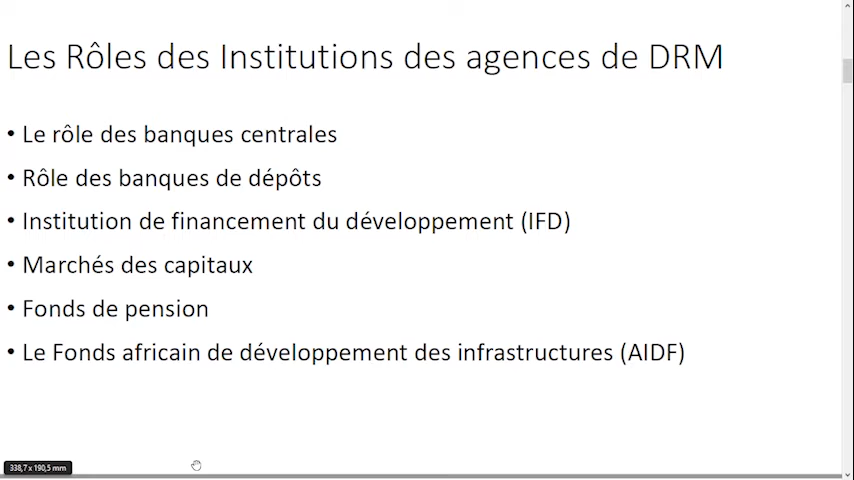 Les Rôles des Institutions des agences de DRM
• Le rôle des banques centrales
• Rôle des banques de dépôts
• Institution de financement du développement (IFD)
• Marchés des capitaux
• Fonds de pension
• Le Fonds africain de développement des infrastructures (AIDF)
338,7 x 190,5 mm